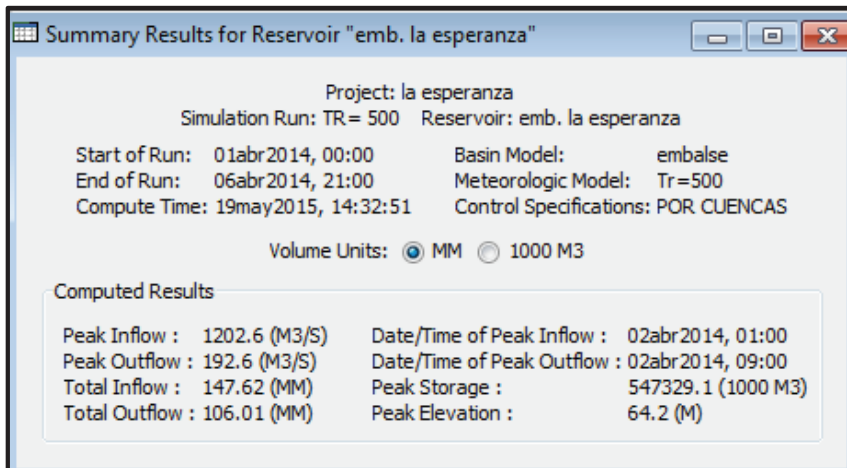 Summary Results for Reservoir "emb. la esperanza"
Project: la esperanza
Simulation Run: TR= 500 Reservoir: emb. la esperanza
Start of Run: 01abr2014, 00:00 Basin Model: embalse
End of Run: 06abr2014, 21:00 Meteorologic Model: Tr=500
Compute Time: 19may2015, 14:32:51 Control Specifications: POR CUENCAS
Volume Units: MM 1000 M3
Computed Results
Peak Inflow : 1202.6 (M3/S) Date/Time of Peak Inflow : 02abr2014, 01:00
Peak Outflow : 192.6 (M3/S) Date/Time of Peak Outflow : 02abr2014, 09:00
Total Inflow : 147.62 (MM) Peak Storage : 547329.1 (1000 M3)
Total Outflow : 106.01 (MM) Peak Elevation : 64.2 (M)